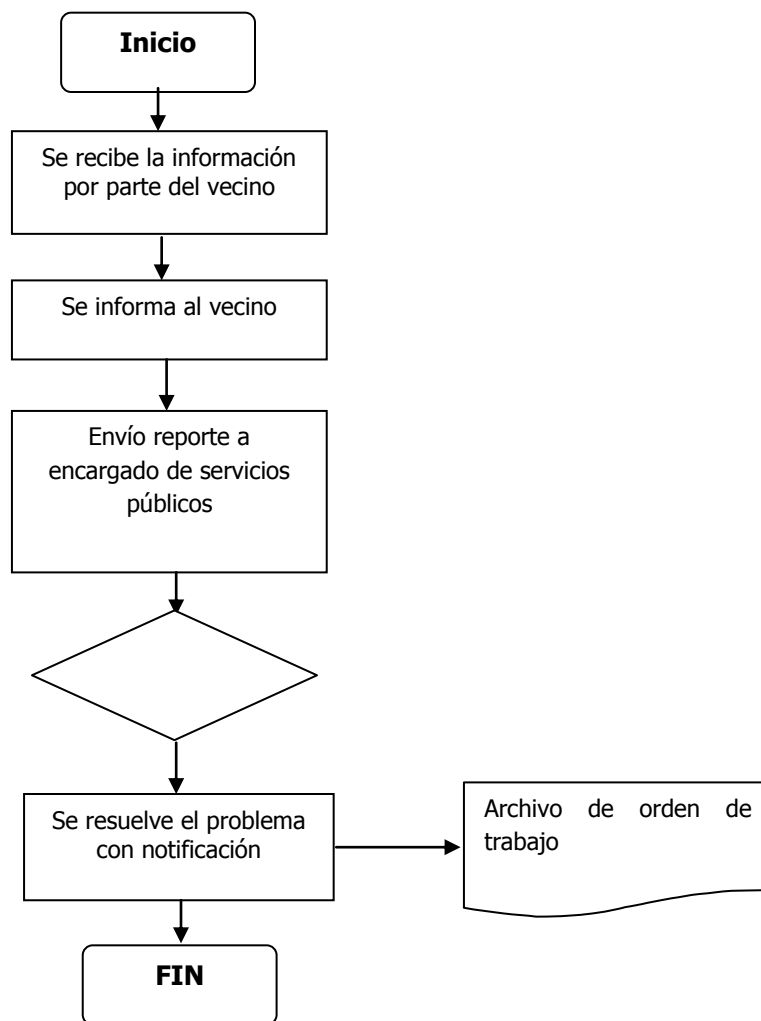 Inicio
Se recibe la información
por parte del vecino
Se informa al vecino
Envío reporte a
encargado de servicios
públicos
Se resuelve el problema
con notificación
Archivo de orden de
trabajo
FIN